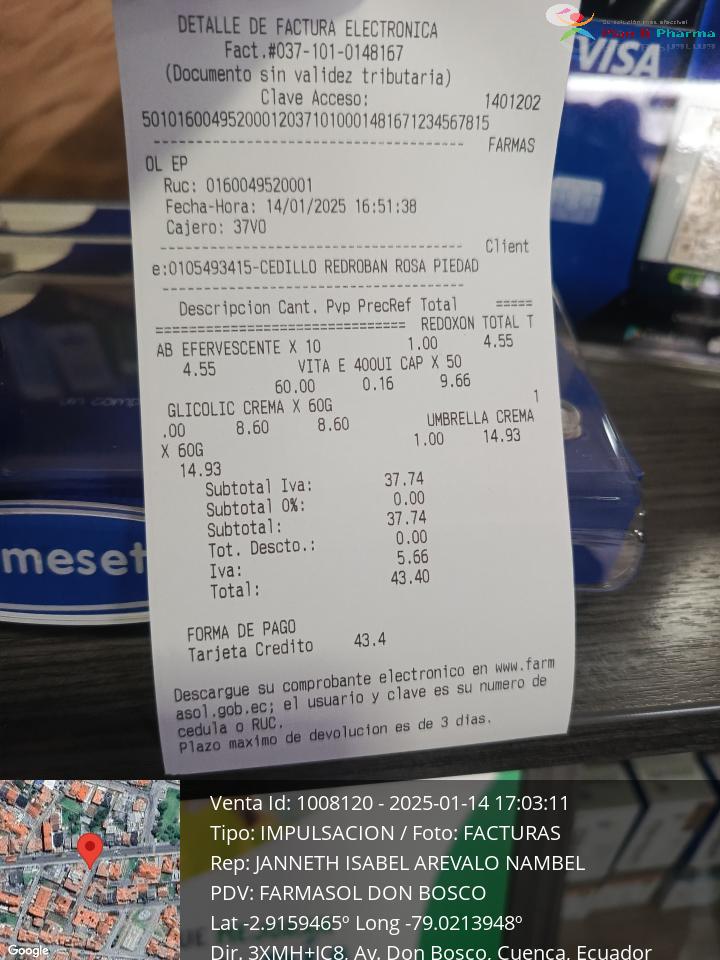 DETALLE DE FACTURA ELECTRONICA
Fact.#037-101-0148167
(Documento sin validez tributaria)
Clave Acceso: 1401202
501016004952000120371010001481671234567815
---------------------------------- FARMAS
OL EP
Ruc: 0160049520001
Fecha-Hora: 14/01/2025 16:51:38
Cajero: 37VO
---------------------------------- Client
e:0105493415-CEDILLO REDROBAN ROSA PIEDAD
----------------------------------
Descripcion Cant. Pvp PrecRef Total =====
============================== REDOXON TOTAL T
AB EFERVESCENTE X 10 1.00 4.55
4.55 VITA E 400UI CAP X 50
60.00 0.16 9.66
GLICOLIC CREMA X 60G 1
.00 8.60 8.60 UMBRELLA CREMA
X 60G 1.00 14.93
14.93
Subtotal Iva: 37.74
Subtotal 0%: 0.00
Subtotal: 37.74
Tot. Descto.: 0.00
Iva: 5.66
Total: 43.40
FORMA DE PAGO
Tarjeta Credito 43.4
Descargue su comprobante electronico en www.farm
asol.gob.ec; el usuario y clave es su numero de
cedula o RUC.
Plazo maximo de devolucion es de 3 dias.
Plan B Pharma
VISA
meset
Venta Id: 1008120 - 2025-01-14 17:03:11
Tipo: IMPULSACION / Foto: FACTURAS
Rep: JANNETH ISABEL AREVALO NAMBEL
PDV: FARMASOL DON BOSCO
Lat -2.9159465º Long -79.0213948º
Dir. 3XMH+JC8, Av. Don Bosco, Cuenca, Ecuador
Google